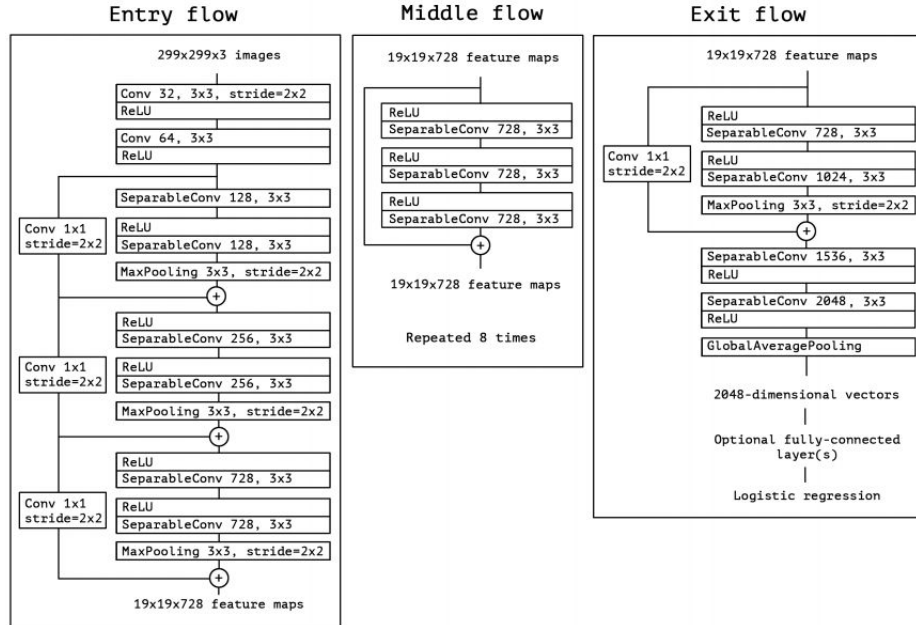 Entry flow
299x299x3 images
Conv 32, 3x3, stride=2x2
ReLU
Conv 64, 3x3
ReLU
SeparableConv 128, 3x3
Conv 1x1
stride=2x2
ReLU
SeparableConv 128, 3x3
MaxPooling 3x3, stride=2x2
+
ReLU
SeparableConv 256, 3x3
Conv 1x1
stride=2x2
ReLU
SeparableConv 256, 3x3
MaxPooling 3x3, stride=2x2
+
ReLU
SeparableConv 728, 3x3
Conv 1x1
stride=2x2
ReLU
SeparableConv 728, 3x3
MaxPooling 3x3, stride=2x2
+
19x19x728 feature maps
Middle flow
19x19x728 feature maps
ReLU
SeparableConv 728, 3x3
ReLU
SeparableConv 728, 3x3
ReLU
SeparableConv 728, 3x3
+
19x19x728 feature maps
Repeated 8 times
Exit flow
19x19x728 feature maps
ReLU
SeparableConv 728, 3x3
Conv 1x1
stride=2x2
ReLU
SeparableConv 1024, 3x3
MaxPooling 3x3, stride=2x2
+
SeparableConv 1536, 3x3
ReLU
SeparableConv 2048, 3x3
ReLU
GlobalAveragePooling
2048-dimensional vectors
Optional fully-connected
layer(s)
Logistic regression